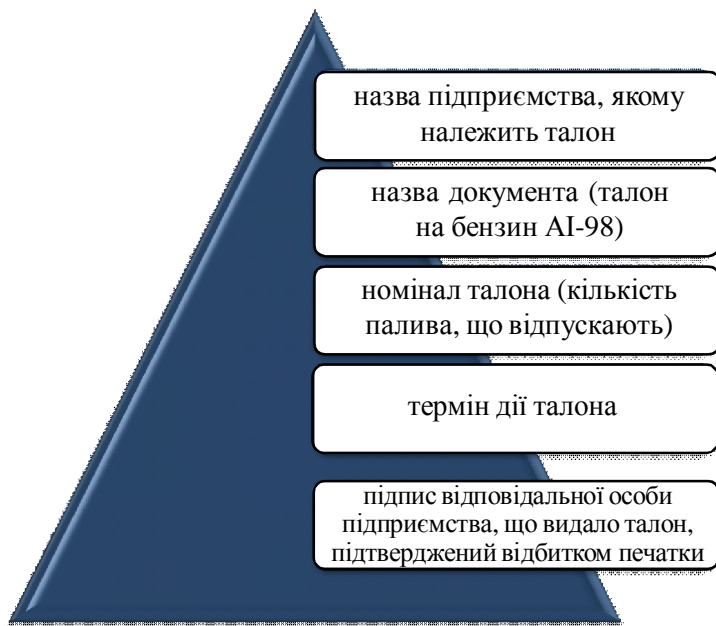 назва підприємства, якому
належить талон
назва документа (талон
на бензин АІ-98)
номінал талона (кількість
палива, що відпускають)
термін дії талона
підпис відповідальної особи
підприємства, що видало талон,
підтверджений відбитком печатки